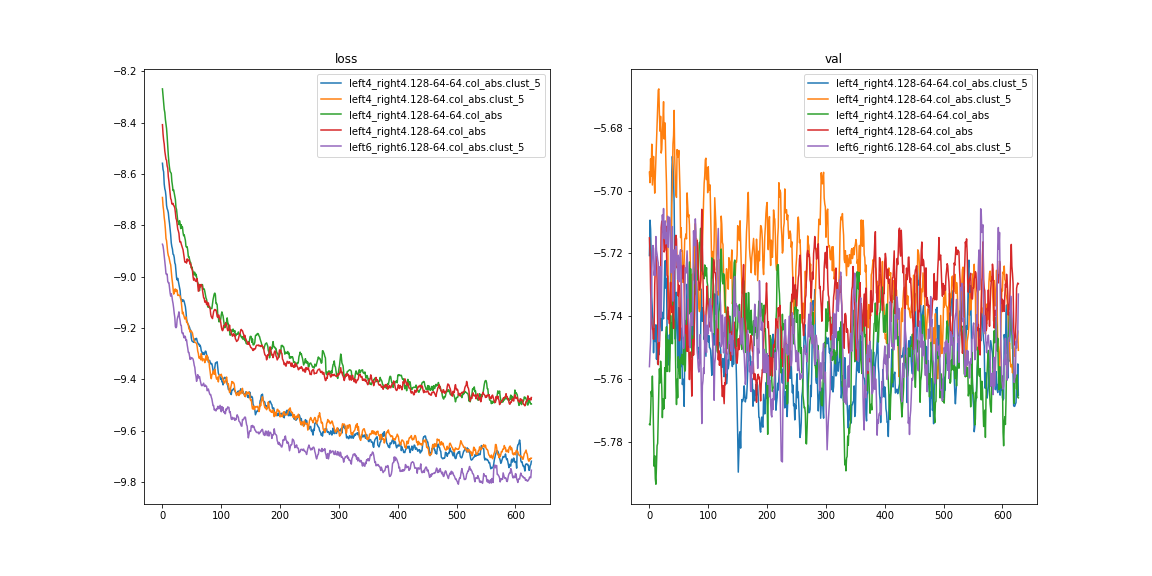 loss
−8.2
−8.4
−8.6
−8.8
−9.0
−9.2
−9.4
−9.6
−9.8
0
100
200
300
400
500
600
left4_right4.128-64-64.col_abs.clust_5
left4_right4.128-64.col_abs.clust_5
left4_right4.128-64-64.col_abs
left4_right4.128-64.col_abs
left6_right6.128-64.col_abs.clust_5
val
−5.68
−5.70
−5.72
−5.74
−5.76
−5.78
0
100
200
300
400
500
600
left4_right4.128-64-64.col_abs.clust_5
left4_right4.128-64.col_abs.clust_5
left4_right4.128-64-64.col_abs
left4_right4.128-64.col_abs
left6_right6.128-64.col_abs.clust_5